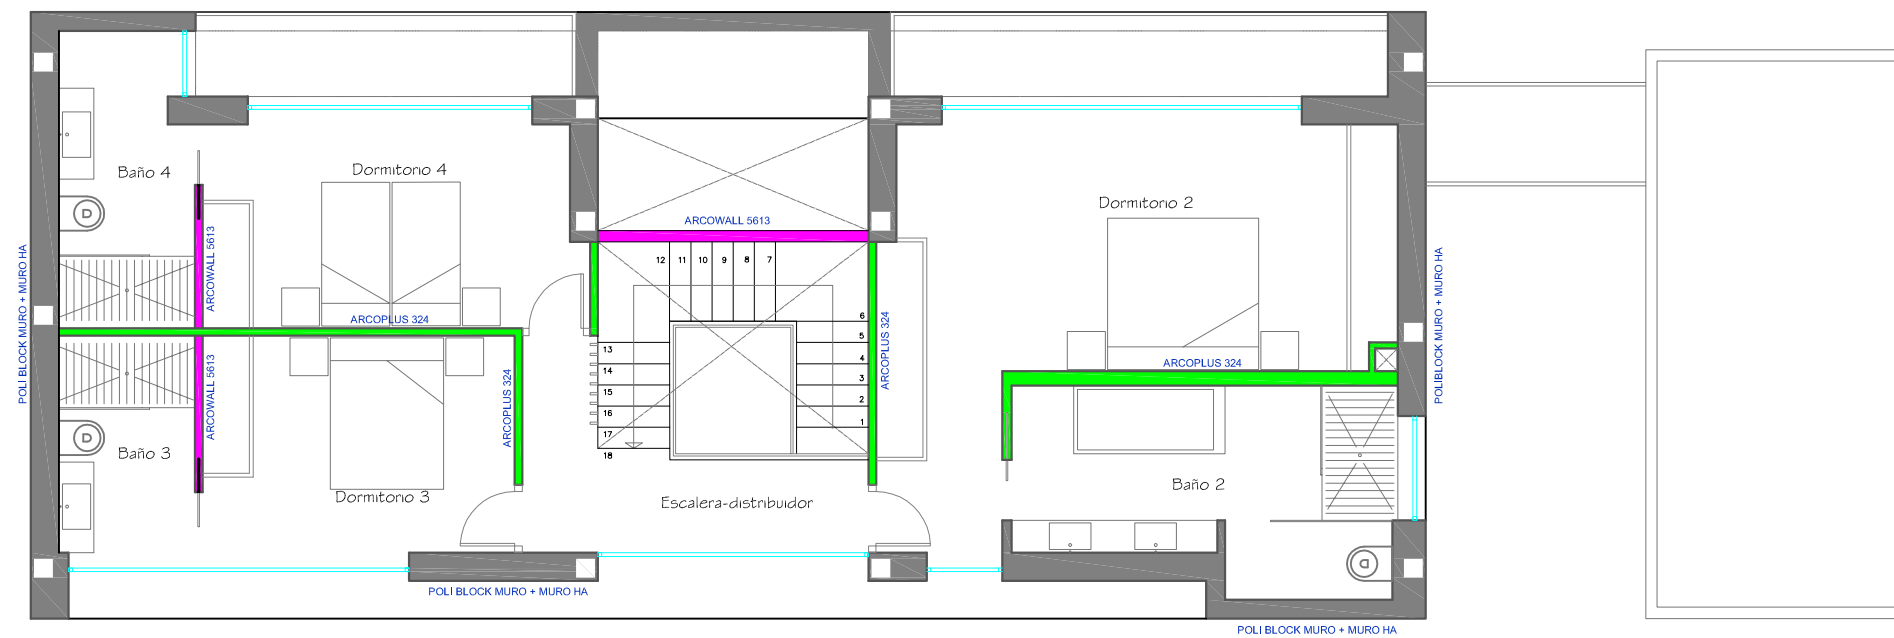 Baño 4
Dormitorio 4
ARCOWALL 5613
Dormitorio 2
POLI BLOCK MURO + MURO HA
ARCOWALL 5613
12 11 10 9 8 7
POLIBLOCK MURO + MURO HA
ARCOPLUS 324
6
5
4
3
2
1
ARCOPLUS 324
13
14
15
16
17
18
ARCOPLUS 324
ARCOWALL 5613
ARCOPLUS 324
Baño 3
Dormitorio 3
Escalera-distribuidor
Baño 2
POLI BLOCK MURO + MURO HA
POLI BLOCK MURO + MURO HA